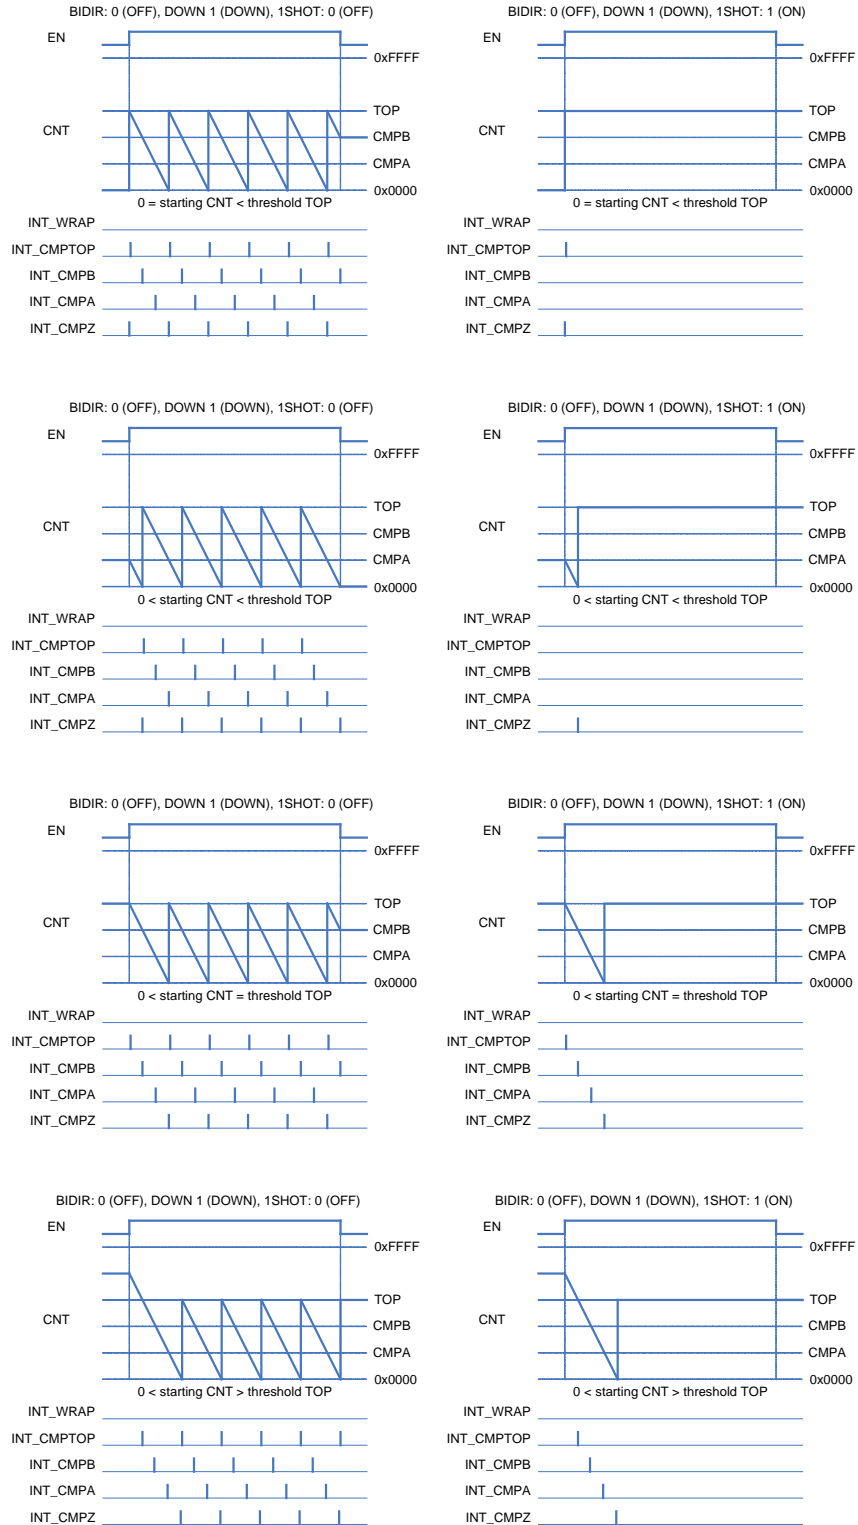 BIDIR: 0 (OFF), DOWN 1 (DOWN), 1SHOT: 0 (OFF)
EN
0xFFFF
TOP
CNT
CMPB
CMPA
0x0000
0 = starting CNT < threshold TOP
INT_WRAP
INT_CMPTOP
INT_CMPB
INT_CMPA
INT_CMPZ
BIDIR: 0 (OFF), DOWN 1 (DOWN), 1SHOT: 1 (ON)
EN
0xFFFF
TOP
CNT
CMPB
CMPA
0x0000
0 = starting CNT < threshold TOP
INT_WRAP
INT_CMPTOP
INT_CMPB
INT_CMPA
INT_CMPZ
BIDIR: 0 (OFF), DOWN 1 (DOWN), 1SHOT: 0 (OFF)
EN
0xFFFF
TOP
CNT
CMPB
CMPA
0x0000
0 < starting CNT < threshold TOP
INT_WRAP
INT_CMPTOP
INT_CMPB
INT_CMPA
INT_CMPZ
BIDIR: 0 (OFF), DOWN 1 (DOWN), 1SHOT: 1 (ON)
EN
0xFFFF
TOP
CNT
CMPB
CMPA
0x0000
0 < starting CNT < threshold TOP
INT_WRAP
INT_CMPTOP
INT_CMPB
INT_CMPA
INT_CMPZ
BIDIR: 0 (OFF), DOWN 1 (DOWN), 1SHOT: 0 (OFF)
EN
0xFFFF
TOP
CNT
CMPB
CMPA
0x0000
0 < starting CNT = threshold TOP
INT_WRAP
INT_CMPTOP
INT_CMPB
INT_CMPA
INT_CMPZ
BIDIR: 0 (OFF), DOWN 1 (DOWN), 1SHOT: 1 (ON)
EN
0xFFFF
TOP
CNT
CMPB
CMPA
0x0000
0 < starting CNT = threshold TOP
INT_WRAP
INT_CMPTOP
INT_CMPB
INT_CMPA
INT_CMPZ
BIDIR: 0 (OFF), DOWN 1 (DOWN), 1SHOT: 0 (OFF)
EN
0xFFFF
TOP
CNT
CMPB
CMPA
0x0000
0 < starting CNT > threshold TOP
INT_WRAP
INT_CMPTOP
INT_CMPB
INT_CMPA
INT_CMPZ
BIDIR: 0 (OFF), DOWN 1 (DOWN), 1SHOT: 1 (ON)
EN
0xFFFF
TOP
CNT
CMPB
CMPA
0x0000
0 < starting CNT > threshold TOP
INT_WRAP
INT_CMPTOP
INT_CMPB
INT_CMPA
INT_CMPZ